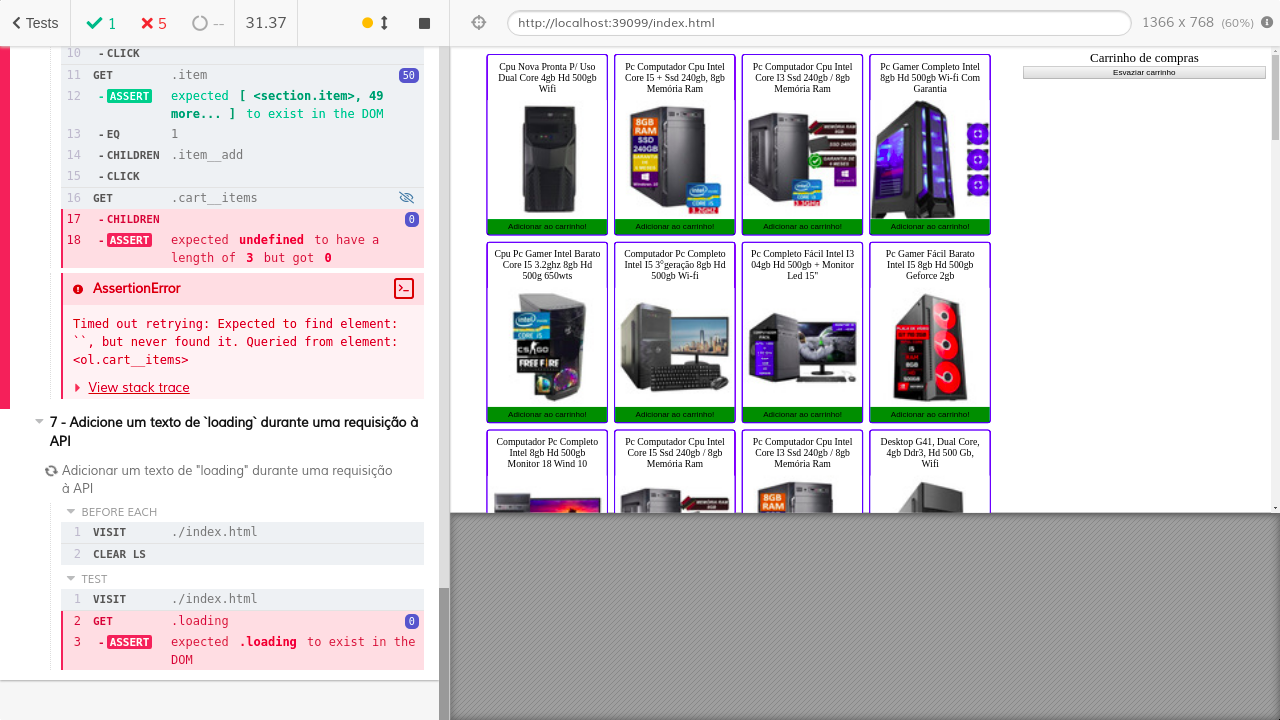 Tests
1
5
--
31.37
http://localhost:39099/index.html
1366 x 768 (60%)
10 - CLICK
11 GET .item 50
12 - ASSERT expected [ <section.item>, 49
more... ] to exist in the DOM
13 - EQ 1
14 - CHILDREN .item__add
15 - CLICK
16 GET .cart__items
17 - CHILDREN 0
18 - ASSERT expected undefined to have a
length of 3 but got 0
AssertionError
Timed out retrying: Expected to find element:
``, but never found it. Queried from element:
<ol.cart__items>
View stack trace
7 - Adicione um texto de `loading` durante uma requisição à
API
Adicionar um texto de "loading" durante uma requisição
à API
BEFORE EACH
1 VISIT ./index.html
2 CLEAR LS
TEST
1 VISIT ./index.html
2 GET .loading 0
3 - ASSERT expected .loading to exist in the
DOM
Cpu Nova Pronta P/ Uso
Dual Core 4gb Hd 500gb
Wifi
Adicionar ao carrinho!
Pc Computador Cpu Intel
Core I5 + Ssd 240gb, 8gb
Memória Ram
8GB
RAM
SSD
240GB
Adicionar ao carrinho!
Pc Computador Cpu Intel
Core I3 Ssd 240gb / 8gb
Memória Ram
Adicionar ao carrinho!
Pc Gamer Completo Intel
8gb Hd 500gb Wi-fi Com
Garantia
Adicionar ao carrinho!
Carrinho de compras
Esvaziar carrinho
Cpu Pc Gamer Intel Barato
Core I5 3.2ghz 8gb Hd
500g 650wts
CS:GO
FREE FIRE
Adicionar ao carrinho!
Computador Pc Completo
Intel I5 3°geração 8gb Hd
500gb Wi-fi
Adicionar ao carrinho!
Pc Completo Fácil Intel I3
04gb Hd 500gb + Monitor
Led 15"
Adicionar ao carrinho!
Pc Gamer Fácil Barato
Intel I5 8gb Hd 500gb
Geforce 2gb
Adicionar ao carrinho!
Computador Pc Completo
Intel 8gb Hd 500gb
Monitor 18 Wind 10
Pc Computador Cpu Intel
Core I5 Ssd 240gb / 8gb
Memória Ram
Pc Computador Cpu Intel
Core I3 Ssd 240gb / 8gb
Memória Ram
8GB
RAM
Desktop G41, Dual Core,
4gb Ddr3, Hd 500 Gb,
Wifi